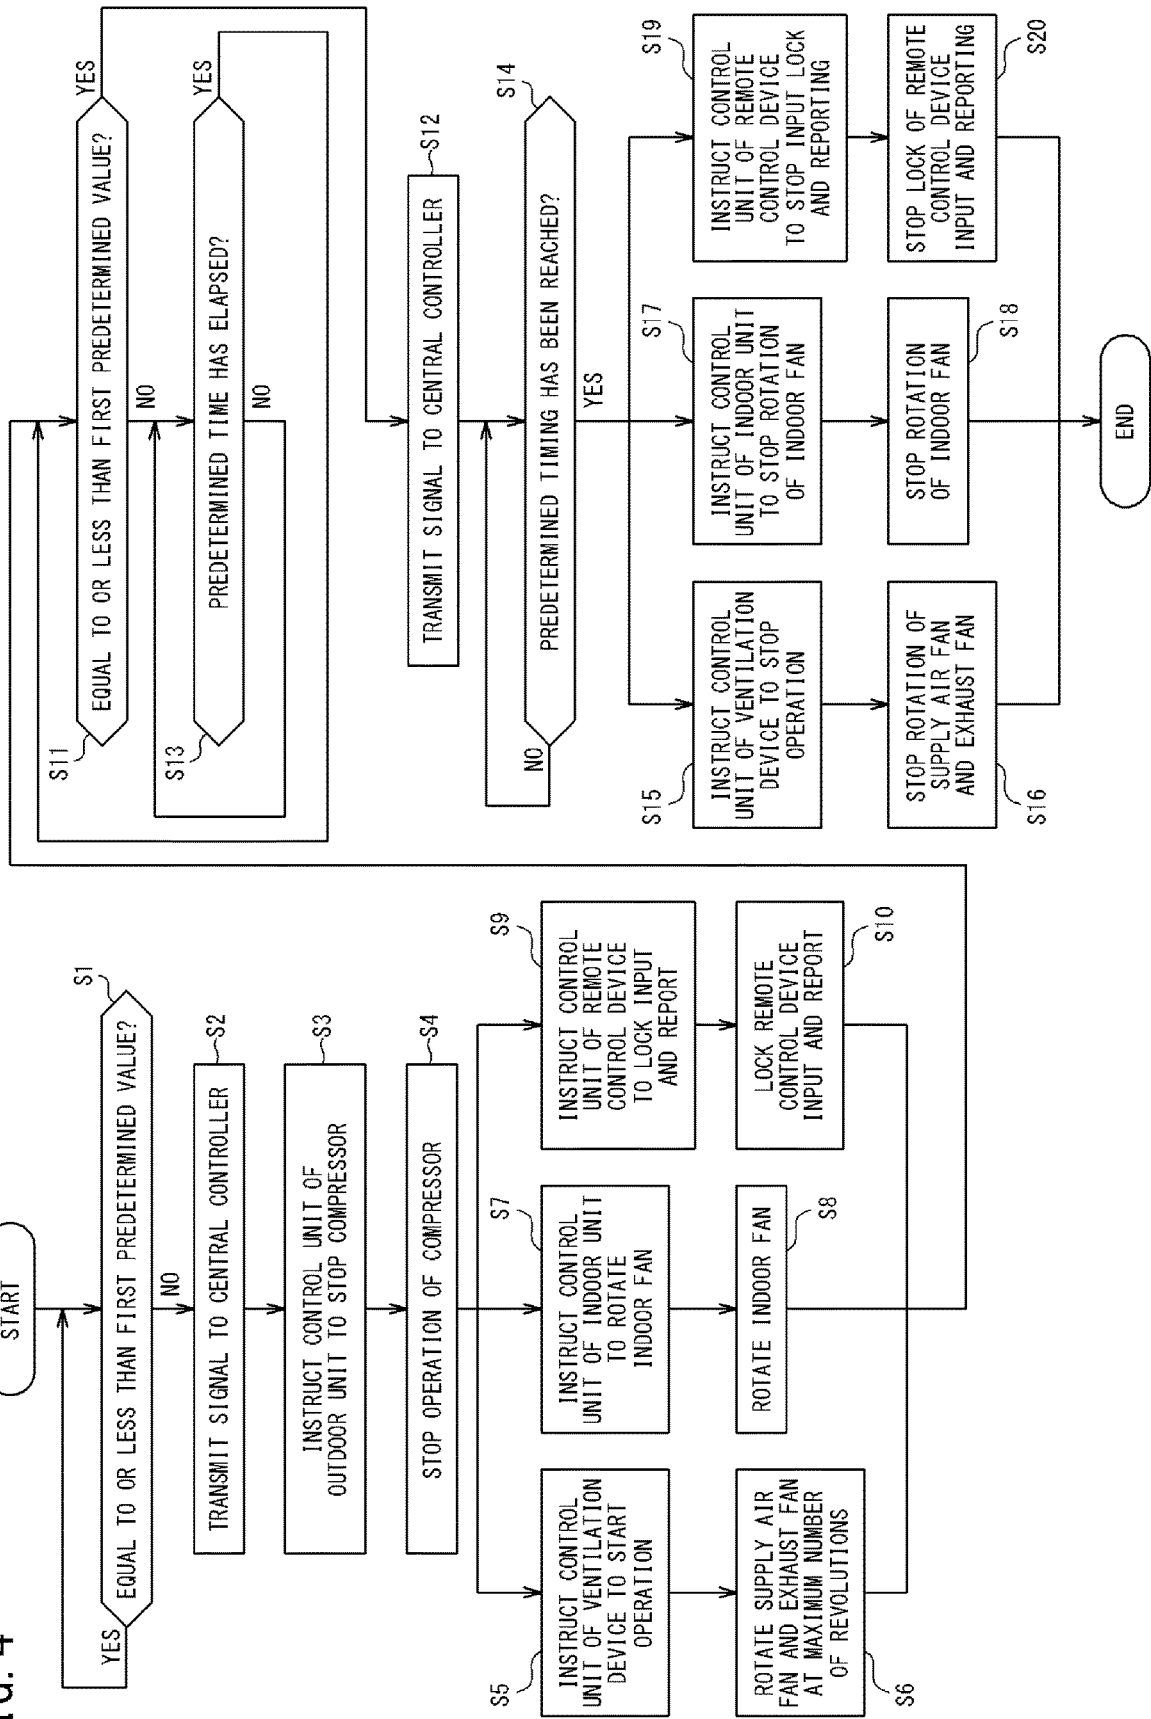 START
S1
EQUAL TO OR LESS THAN FIRST PREDETERMINED VALUE?
YES
NO
S2
TRANSMIT SIGNAL TO CENTRAL CONTROLLER
S3
INSTRUCT CONTROL UNIT OF
OUTDOOR UNIT TO STOP COMPRESSOR
S4
STOP OPERATION OF COMPRESSOR
S5
INSTRUCT CONTROL
UNIT OF VENTILATION
DEVICE TO START
OPERATION
S7
INSTRUCT CONTROL
UNIT OF INDOOR UNIT
TO ROTATE
INDOOR FAN
S9
INSTRUCT CONTROL
UNIT OF REMOTE
CONTROL DEVICE
TO LOCK INPUT
AND REPORT
S6
ROTATE SUPPLY AIR
FAN AND EXHAUST FAN
AT MAXIMUM NUMBER
OF REVOLUTIONS
S8
ROTATE INDOOR FAN
S10
LOCK REMOTE
CONTROL DEVICE
INPUT AND REPORT
S11
EQUAL TO OR LESS THAN FIRST PREDETERMINED VALUE?
YES
NO
S13
PREDETERMINED TIME HAS ELAPSED?
YES
NO
S12
TRANSMIT SIGNAL TO CENTRAL CONTROLLER
S14
PREDETERMINED TIMING HAS BEEN REACHED?
NO
YES
S15
INSTRUCT CONTROL
UNIT OF VENTILATION
DEVICE TO STOP
OPERATION
S17
INSTRUCT CONTROL
UNIT OF INDOOR UNIT
TO STOP ROTATION
OF INDOOR FAN
S19
INSTRUCT CONTROL
UNIT OF REMOTE
CONTROL DEVICE
TO STOP INPUT LOCK
AND REPORTING
S16
STOP ROTATION OF
SUPPLY AIR FAN
AND EXHAUST FAN
S18
STOP ROTATION
OF INDOOR FAN
S20
STOP LOCK OF REMOTE
CONTROL DEVICE
INPUT AND REPORTING
END